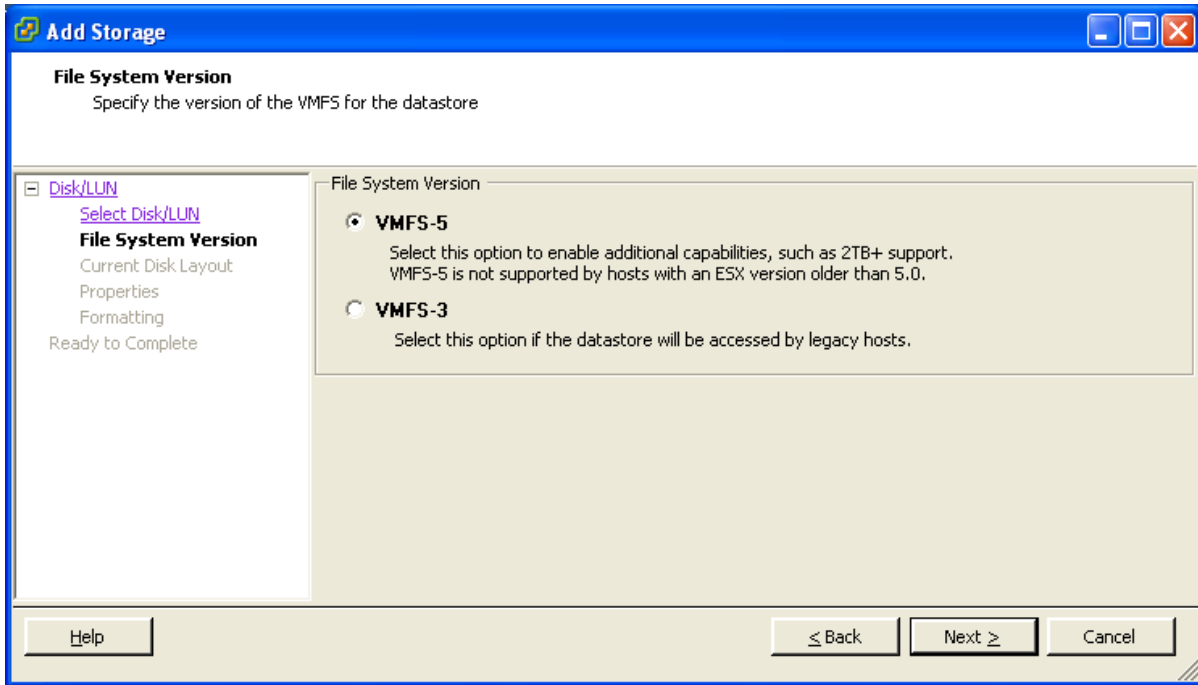 Add Storage
File System Version
Specify the version of the VMFS for the datastore
Disk/LUN
Select Disk/LUN
File System Version
Current Disk Layout
Properties
Formatting
Ready to Complete
File System Version
VMFS-5
Select this option to enable additional capabilities, such as 2TB+ support.
VMFS-5 is not supported by hosts with an ESX version older than 5.0.
VMFS-3
Select this option if the datastore will be accessed by legacy hosts.
Help
< Back
Next >
Cancel